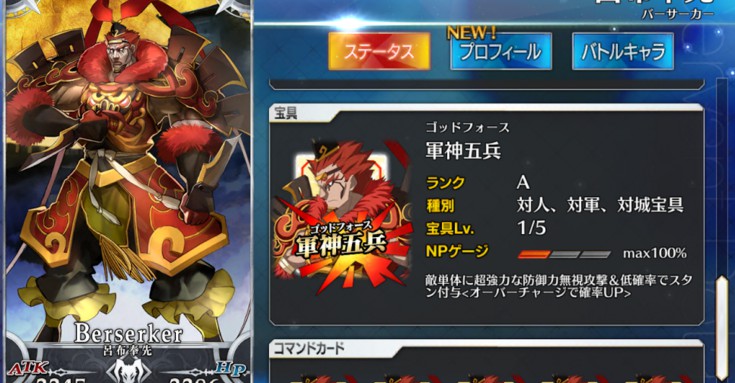 バーサーカー
NEW!
ステータス
プロフィール
バトルキャラ
宝具
ゴッドフォース
軍神五兵
ランク A
種別 対人、対軍、対城宝具
宝具Lv. 1/5
NPゲージ max100%
敵単体に超強力な防御力無視攻撃&低確率でスタ
ン付与<オーバーチャージで確率UP>
ゴッドフォース
軍神五兵
コマンドカード
Berserker
呂布奉先
ATK
HP